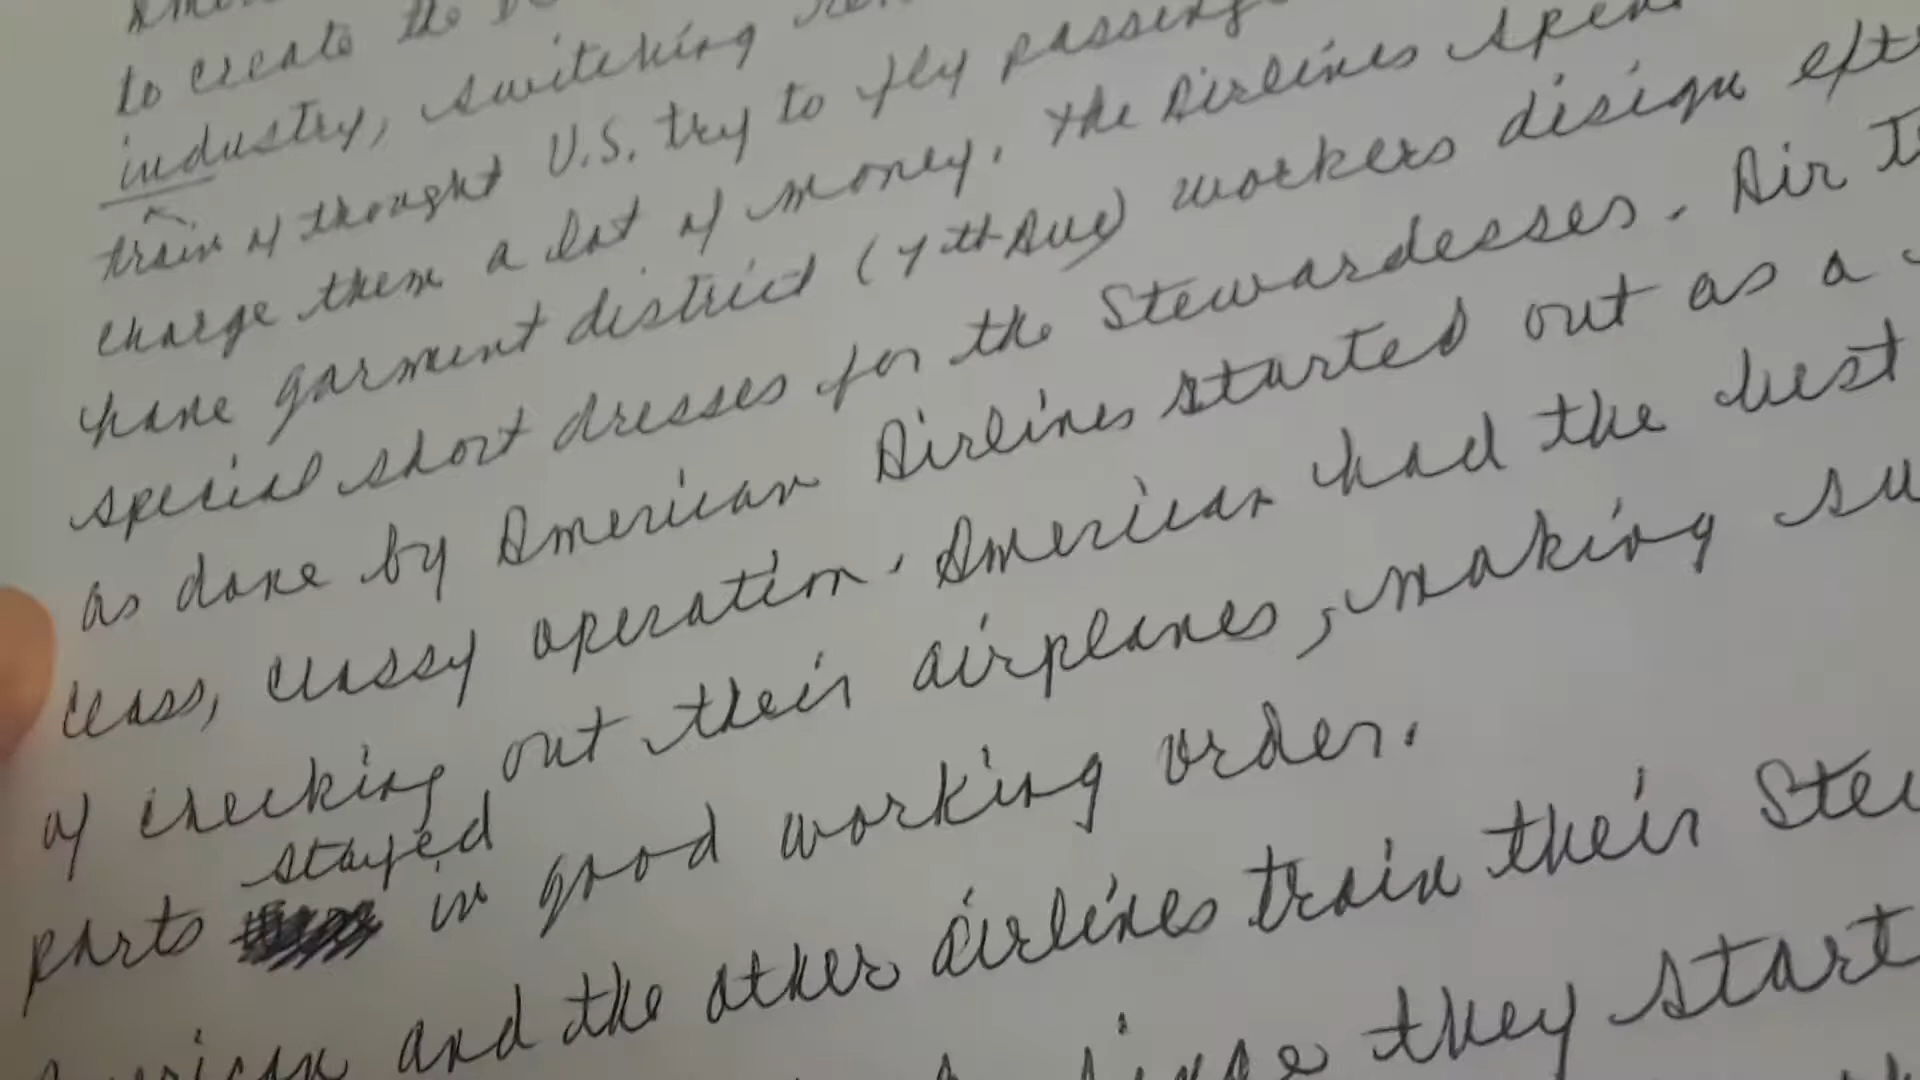 to create the
industry, switching
train of thought U.S. try to fly passeng
charge them a lot of money. The Airlines spen
have garment district (7th Ave) workers disign
special short dresses for the Stewardesses. Air
as done by American Airlines started out as a
class, classy operation. American had the best
of checking out their airplanes, making su
parts stayed in good working order.
and the other airlines train their Stew
they start